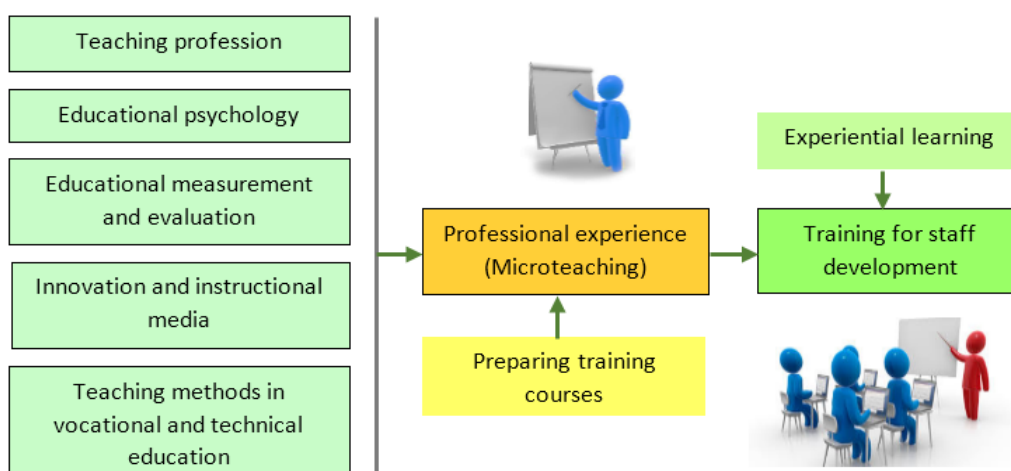 Teaching profession
Educational psychology
Educational measurement
and evaluation
Innovation and instructional
media
Teaching methods in
vocational and technical
education
Professional experience
(Microteaching)
Preparing training
courses
Experiential learning
Training for staff
development